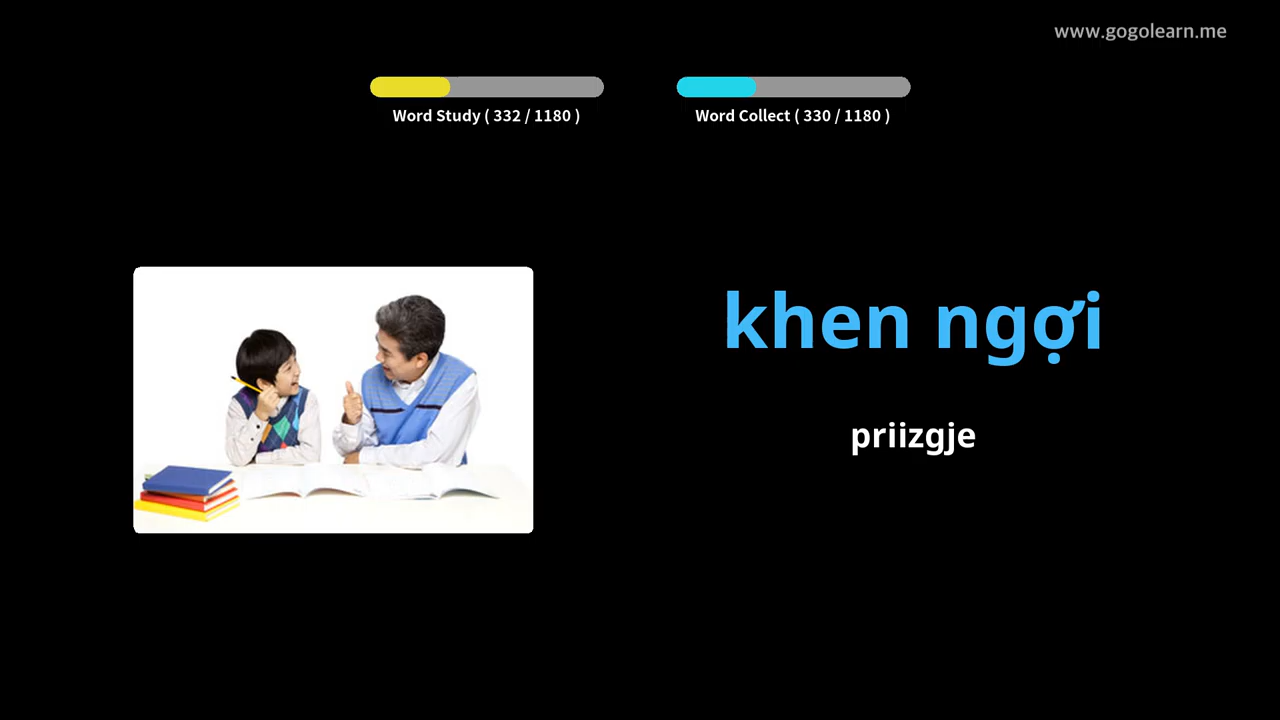 www.gogolearn.me
Word Study ( 332 / 1180 )
Word Collect ( 330 / 1180 )
khen ngợi
priizgje